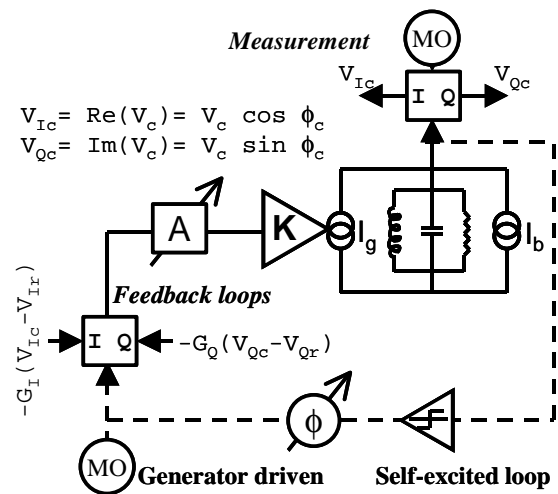 MO
Measurement
V_Ic
V_Qc
I Q
V_Ic= Re(V_c)= V_c cos ϕ_c
V_Qc= Im(V_c)= V_c sin ϕ_c
A
K
I_g
I_b
Feedback loops
-G_I(V_Ic-V_Ir)
I Q
-G_Q(V_Qc-V_Qr)
ϕ
MO
Generator driven
Self-excited loop